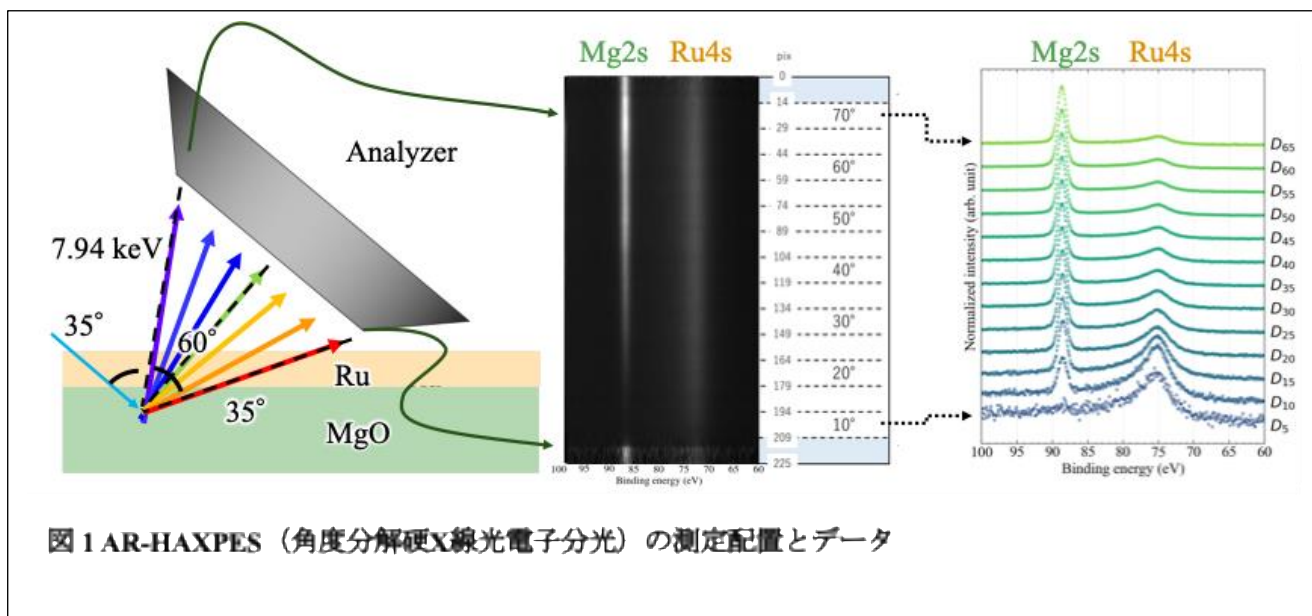 Analyzer
7.94 keV
35°
60°
35°
Ru
MgO
Mg2s Ru4s
pix
0
14
29
44
59
74
89
104
119
134
149
164
179
194
209
225
70°
60°
50°
40°
30°
20°
10°
100 95 90 85 80 75 70 65 60
Binding energy (eV)
Mg2s Ru4s
Normalized intensity (arb. unit)
D65
D60
D55
D50
D45
D40
D35
D30
D25
D20
D15
D10
D5
100 95 90 85 80 75 70 65 60
Binding energy (eV)
図 1 AR-HAXPES（角度分解硬X線光電子分光）の測定配置とデータ